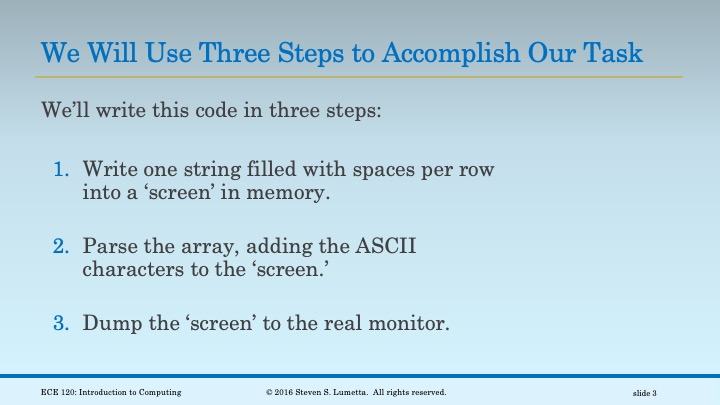 We Will Use Three Steps to Accomplish Our Task
We’ll write this code in three steps:
1. Write one string filled with spaces per row
into a ‘screen’ in memory.
2. Parse the array, adding the ASCII
characters to the ‘screen.’
3. Dump the ‘screen’ to the real monitor.
ECE 120: Introduction to Computing © 2016 Steven S. Lumetta. All rights reserved. slide 3